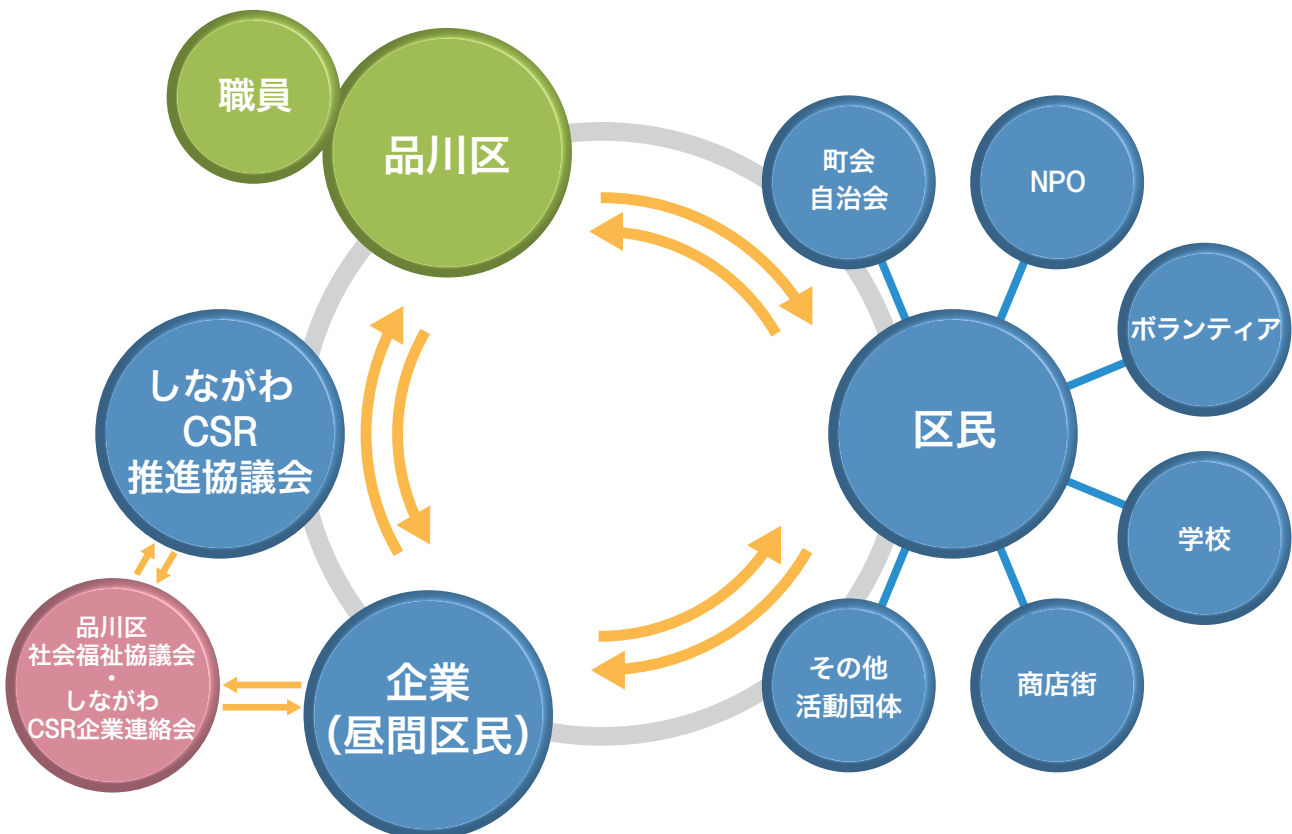 職員
品川区
町会
自治会
NPO
ボランティア
しながわ
CSR
推進協議会
区民
学校
品川区
社会福祉協議会
・
しながわ
CSR企業連絡会
企業
(昼間区民)
その他
活動団体
商店街